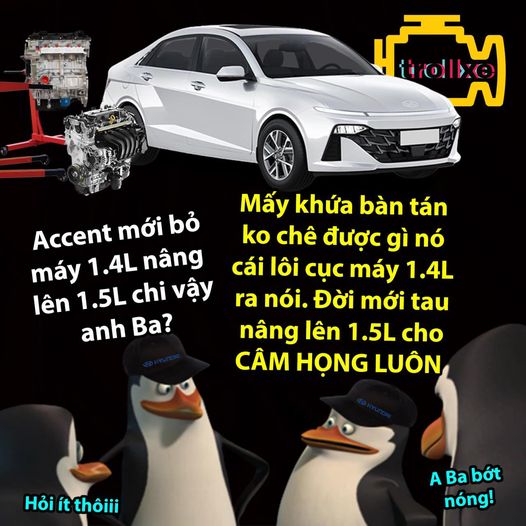 trollxe
Accent mới bỏ
máy 1.4L nâng
lên 1.5L chi vậy
anh Ba?
Mấy khứa bàn tán
ko chê được gì nó
cái lôi cục máy 1.4L
ra nói. Đời mới tau
nâng lên 1.5L cho
CÂM HỌNG LUÔN
HYUNDAI
HYUNDAI
Hỏi ít thôiii
A Ba bớt
nóng!